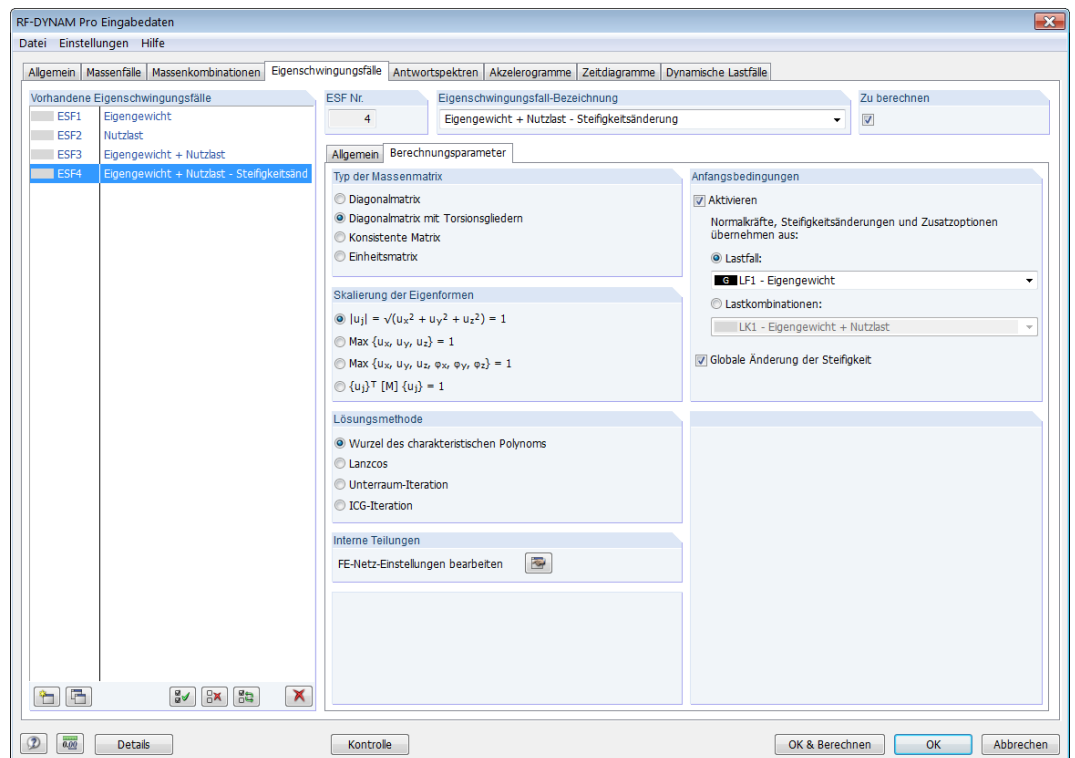 RF-DYNAM Pro Eingabedaten
Datei Einstellungen Hilfe
Allgemein Massenfälle Massenkombinationen Eigenschwingungsfälle Antwortspektren Akzelerogramme Zeitdiagramme Dynamische Lastfälle
Vorhandene Eigenschwingungsfälle
ESF1 Eigengewicht
ESF2 Nutzlast
ESF3 Eigengewicht + Nutzlast
ESF4 Eigengewicht + Nutzlast - Steifigkeitsänd
ESF Nr.
4
Eigenschwingungsfall-Bezeichnung
Eigengewicht + Nutzlast - Steifigkeitsänderung
Zu berechnen
Allgemein Berechnungsparameter
Typ der Massenmatrix
Diagonalmatrix
Diagonalmatrix mit Torsionsgliedern
Konsistente Matrix
Einheitsmatrix
Skalierung der Eigenformen
|uj| = √(ux² + uy² + uz²) = 1
Max {ux, uy, uz} = 1
Max {ux, uy, uz, φx, φy, φz} = 1
{uj}ᵀ [M] {uj} = 1
Lösungsmethode
Wurzel des charakteristischen Polynoms
Lanzcos
Unterraum-Iteration
ICG-Iteration
Interne Teilungen
FE-Netz-Einstellungen bearbeiten
Anfangsbedingungen
Aktivieren
Normalkräfte, Steifigkeitsänderungen und Zusatzoptionen
übernehmen aus:
Lastfall:
G LF1 - Eigengewicht
Lastkombinationen:
LK1 - Eigengewicht + Nutzlast
Globale Änderung der Steifigkeit
0,00
Details
Kontrolle
OK & Berechnen
OK
Abbrechen